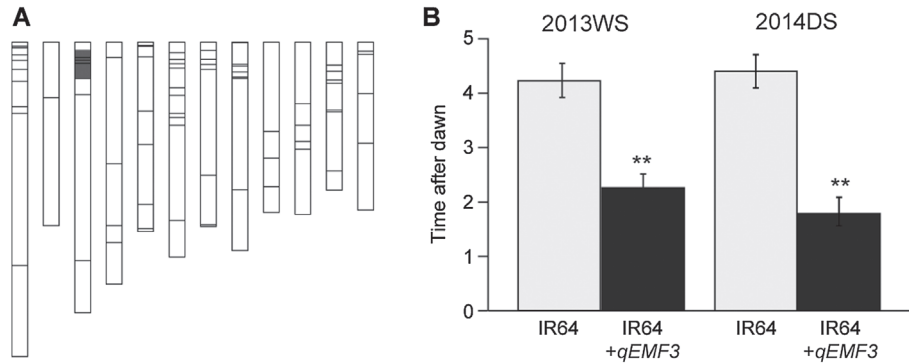 A
B
2013WS
2014DS
Time after dawn
5
4
3
2
1
0
**
**
IR64
IR64
+qEMF3
IR64
IR64
+qEMF3